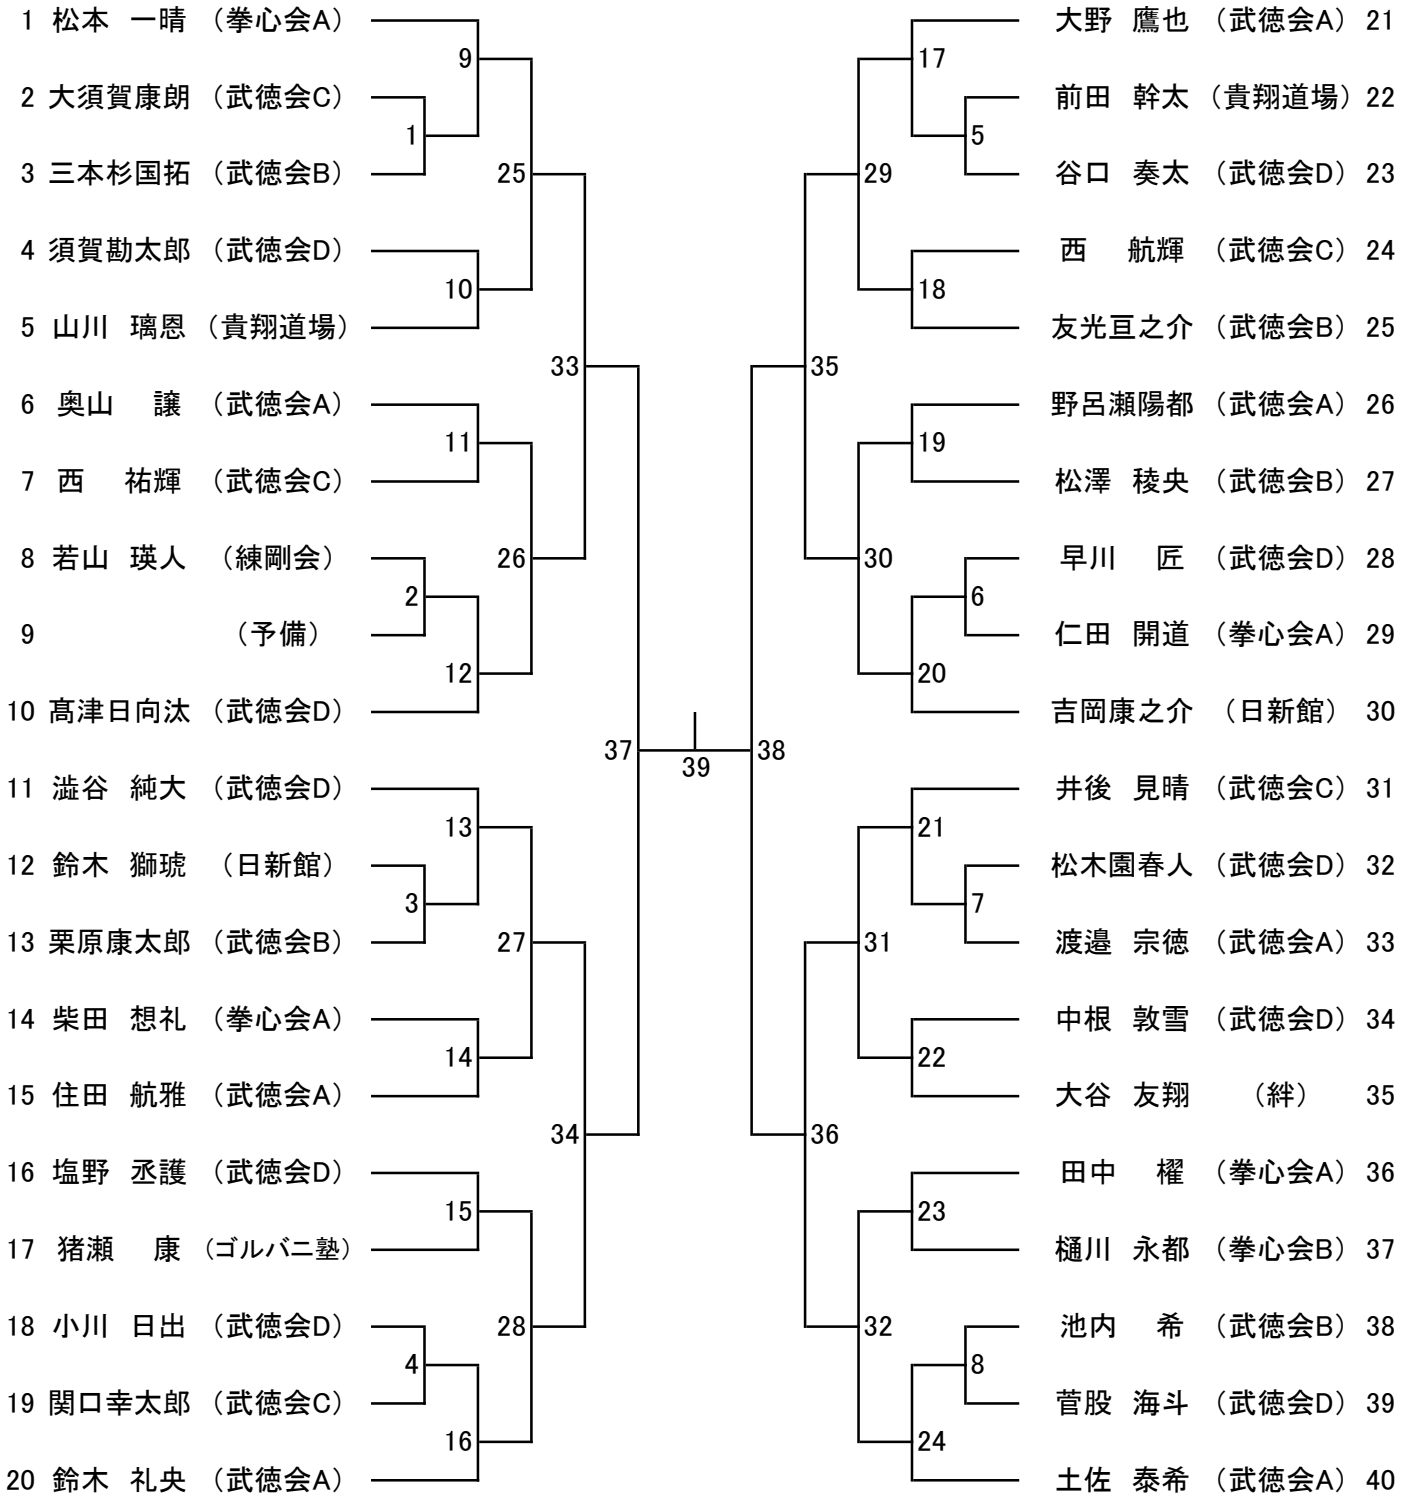 1 松本 一晴 （拳心会A）
2 大須賀康朗 （武徳会C）
3 三本杉国拓 （武徳会B）
4 須賀勘太郎 （武徳会D）
5 山川 璃恩 （貴翔道場）
6 奥山 譲 （武徳会A）
7 西 祐輝 （武徳会C）
8 若山 瑛人 （練剛会）
9 （予備）
10 髙津日向汰 （武徳会D）
11 澁谷 純大 （武徳会D）
12 鈴木 獅琥 （日新館）
13 栗原康太郎 （武徳会B）
14 柴田 想礼 （拳心会A）
15 住田 航雅 （武徳会A）
16 塩野 丞護 （武徳会D）
17 猪瀬 康 （ゴルバニ塾）
18 小川 日出 （武徳会D）
19 関口幸太郎 （武徳会C）
20 鈴木 礼央 （武徳会A）
1
2
3
4
9
10
11
12
13
14
15
16
25
26
27
28
33
34
37
39
38
35
36
29
30
31
32
17
18
19
20
21
22
23
24
5
6
7
8
大野 鷹也 （武徳会A） 21
前田 幹太 （貴翔道場） 22
谷口 奏太 （武徳会D） 23
西 航輝 （武徳会C） 24
友光亘之介 （武徳会B） 25
野呂瀬陽都 （武徳会A） 26
松澤 稜央 （武徳会B） 27
早川 匠 （武徳会D） 28
仁田 開道 （拳心会A） 29
吉岡康之介 （日新館） 30
井後 見晴 （武徳会C） 31
松木園春人 （武徳会D） 32
渡邉 宗徳 （武徳会A） 33
中根 敦雪 （武徳会D） 34
大谷 友翔 （絆） 35
田中 櫂 （拳心会A） 36
樋川 永都 （拳心会B） 37
池内 希 （武徳会B） 38
菅股 海斗 （武徳会D） 39
土佐 泰希 （武徳会A） 40